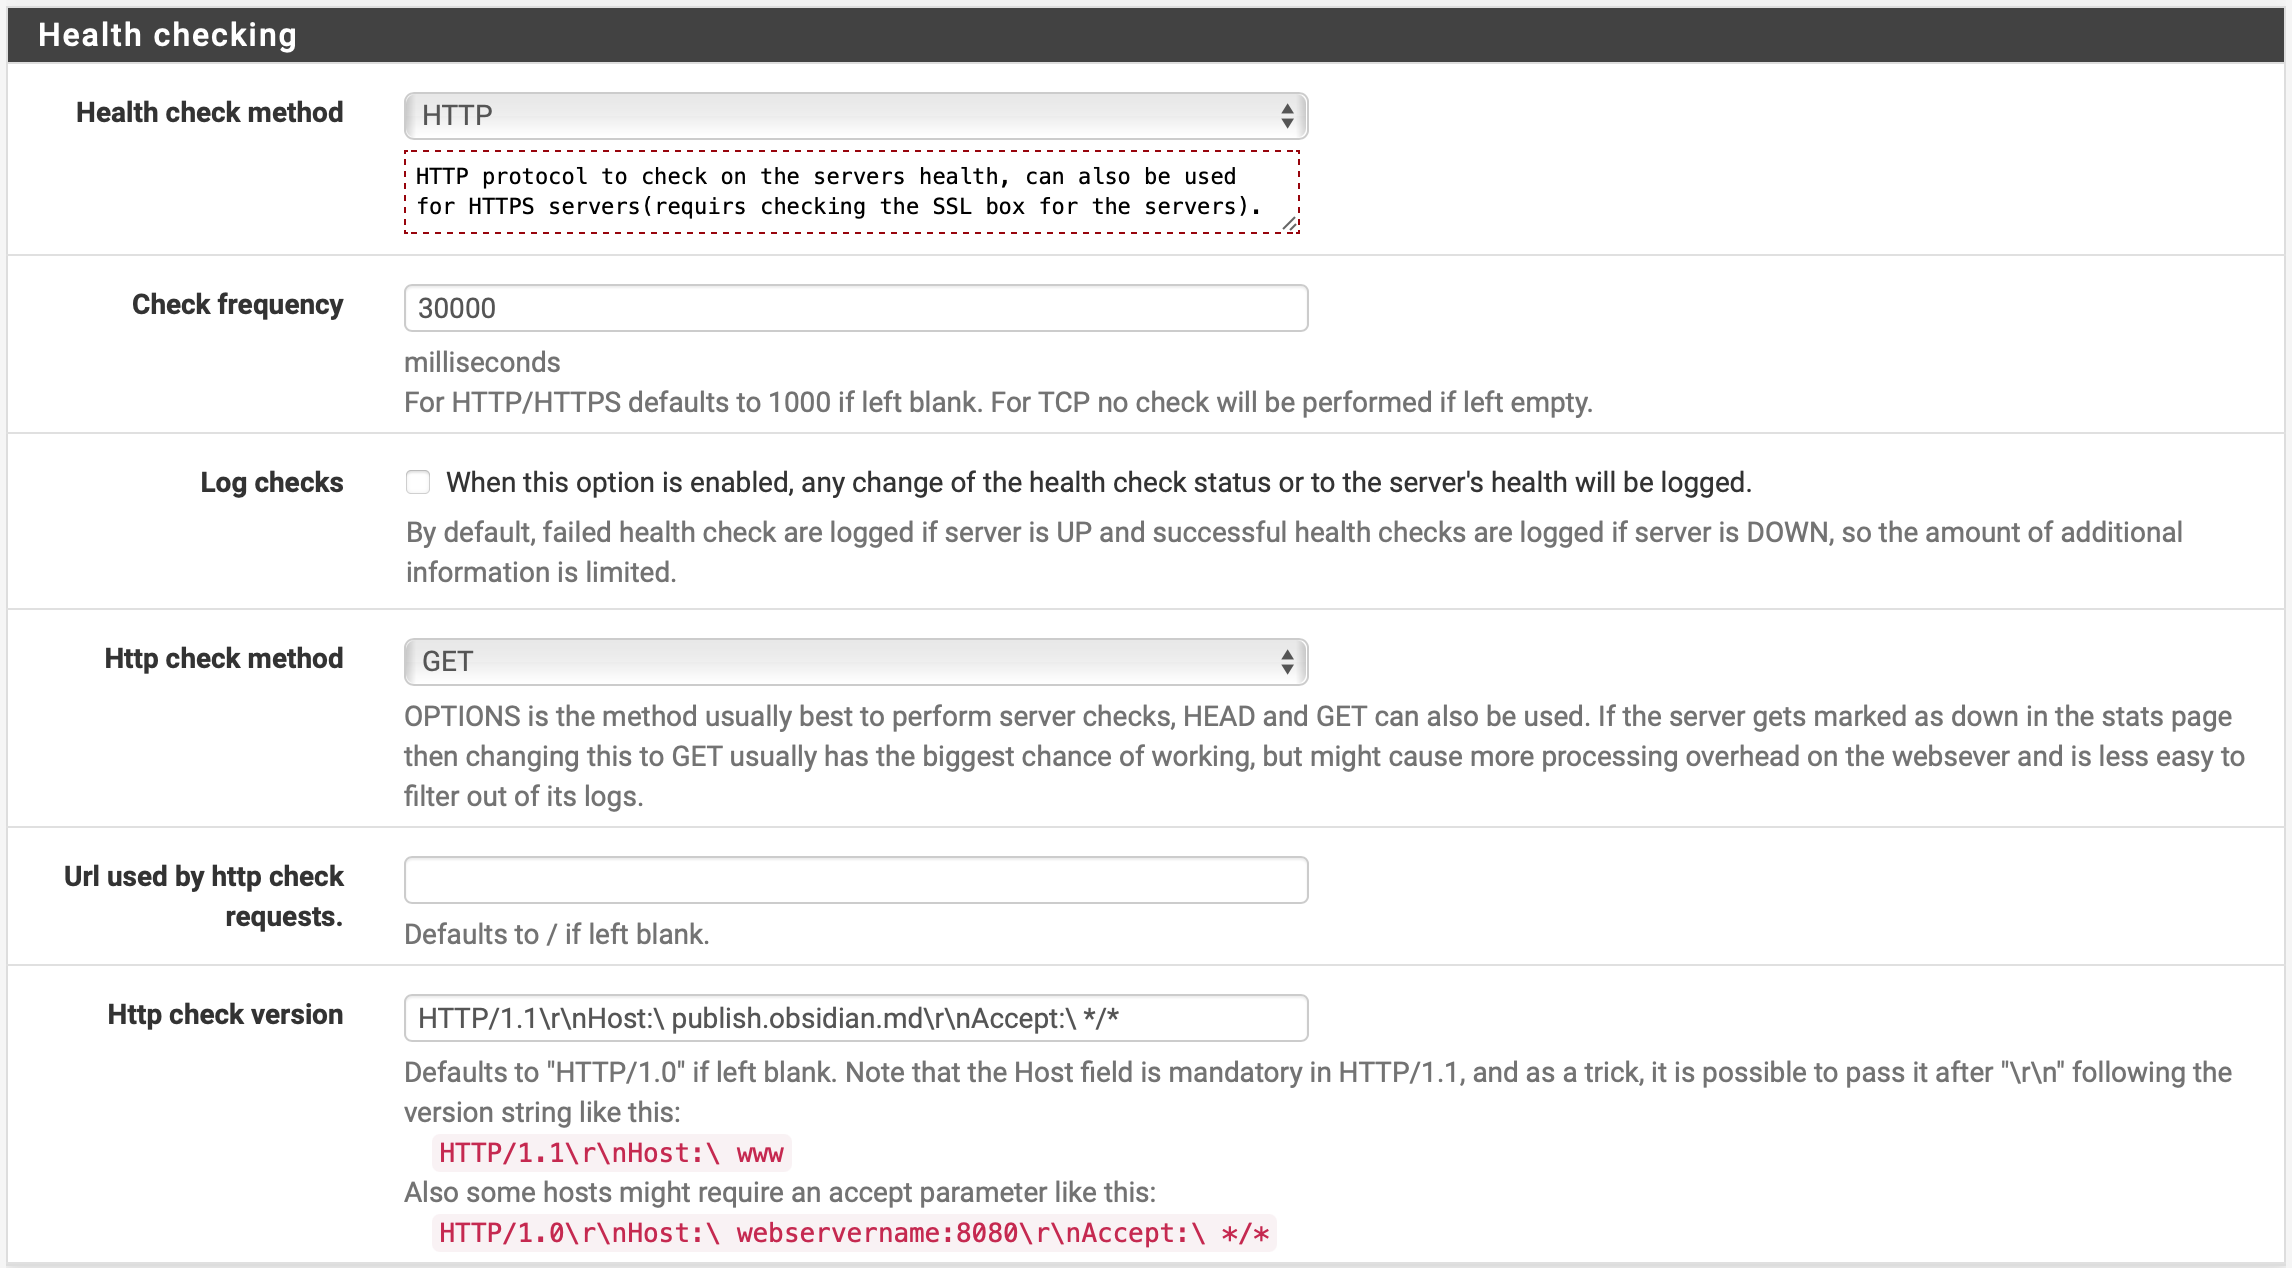 Health checking
Health check method
HTTP
HTTP protocol to check on the servers health, can also be used
for HTTPS servers(requirs checking the SSL box for the servers).
Check frequency
30000
milliseconds
For HTTP/HTTPS defaults to 1000 if left blank. For TCP no check will be performed if left empty.
Log checks
When this option is enabled, any change of the health check status or to the server's health will be logged.
By default, failed health check are logged if server is UP and successful health checks are logged if server is DOWN, so the amount of additional
information is limited.
Http check method
GET
OPTIONS is the method usually best to perform server checks, HEAD and GET can also be used. If the server gets marked as down in the stats page
then changing this to GET usually has the biggest chance of working, but might cause more processing overhead on the websever and is less easy to
filter out of its logs.
Url used by http check
requests.
Defaults to / if left blank.
Http check version
HTTP/1.1\r\nHost:\ publish.obsidian.md\r\nAccept:\ */*
Defaults to "HTTP/1.0" if left blank. Note that the Host field is mandatory in HTTP/1.1, and as a trick, it is possible to pass it after "\r\n" following the
version string like this:
HTTP/1.1\r\nHost:\ www
Also some hosts might require an accept parameter like this:
HTTP/1.0\r\nHost:\ webservername:8080\r\nAccept:\ */*